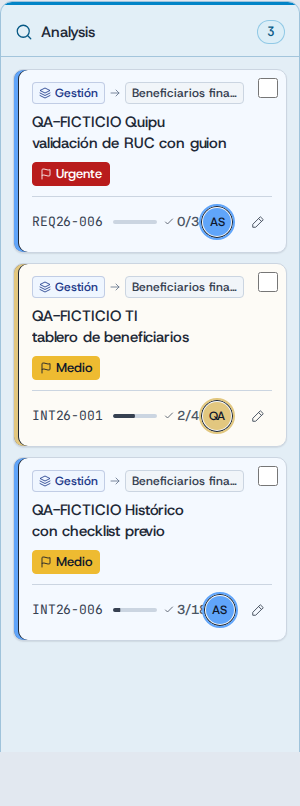 Analysis
3
Gestión → Beneficiarios fina...
QA-FICTICIO Quipu
validación de RUC con guion
Urgente
REQ26-006 0/3 AS
Gestión → Beneficiarios fina...
QA-FICTICIO TI
tablero de beneficiarios
Medio
INT26-001 2/4 QA
Gestión → Beneficiarios fina...
QA-FICTICIO Histórico
con checklist previo
Medio
INT26-006 3/18 AS